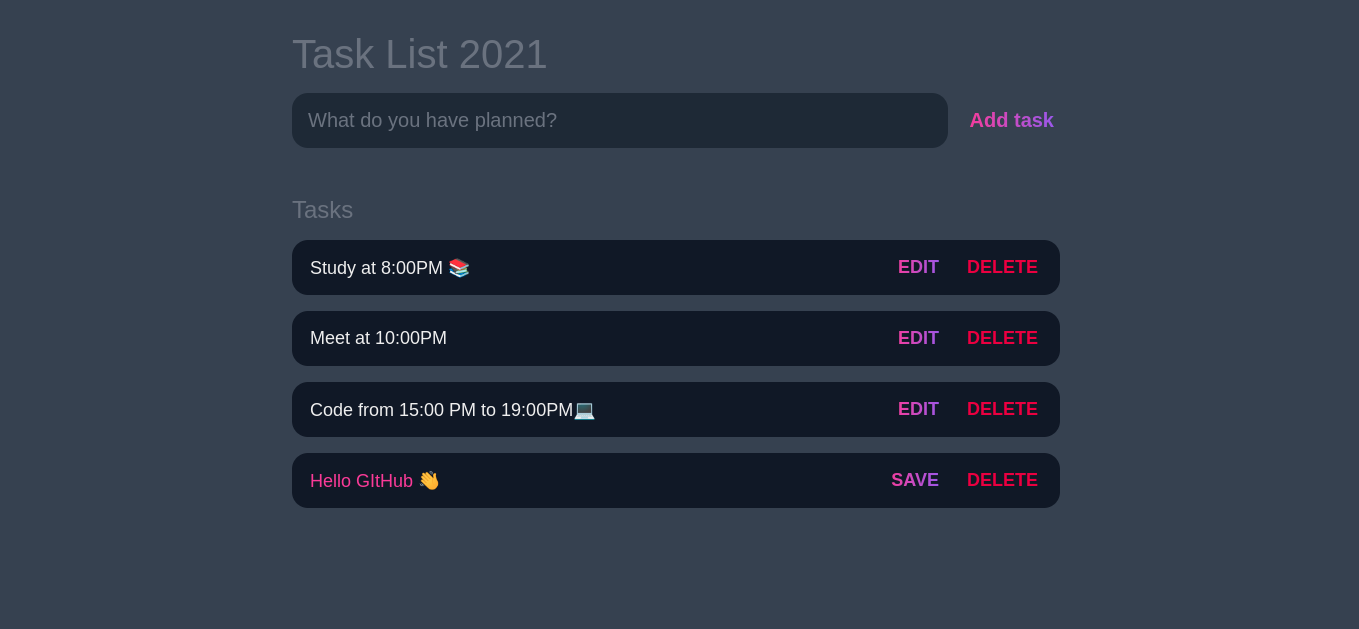 Task List 2021
What do you have planned? Add task
Tasks
Study at 8:00PM 📚 EDIT DELETE
Meet at 10:00PM EDIT DELETE
Code from 15:00 PM to 19:00PM💻 EDIT DELETE
Hello GItHub 👋 SAVE DELETE